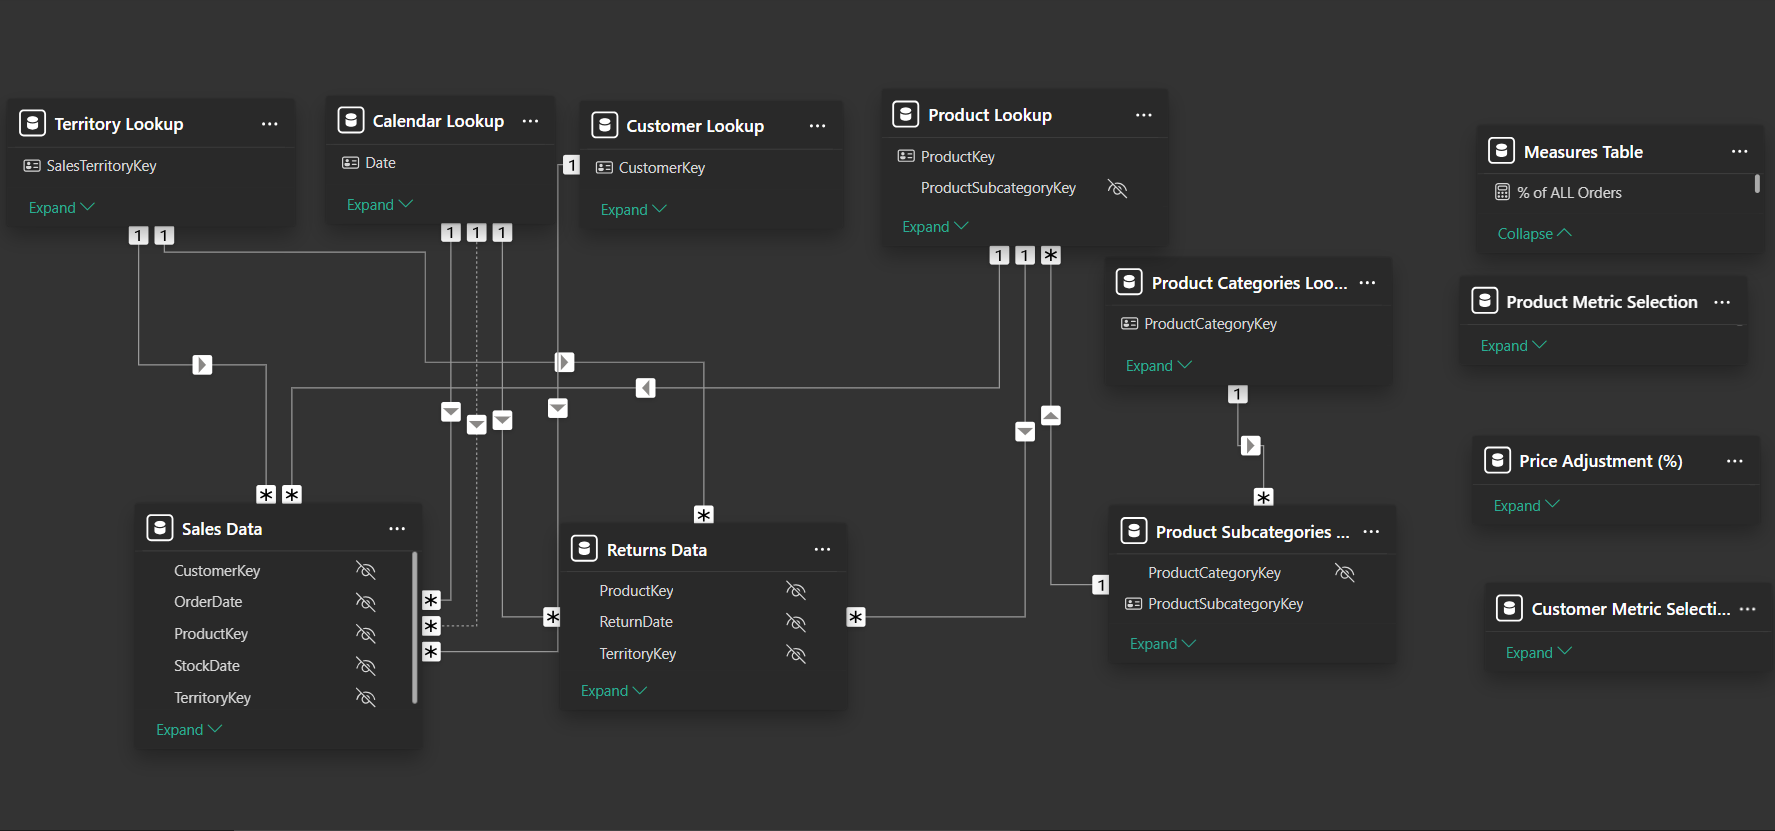 Territory Lookup ...
SalesTerritoryKey
Expand
Calendar Lookup ...
Date
Expand
Customer Lookup ...
CustomerKey
Expand
Product Lookup ...
ProductKey
ProductSubcategoryKey
Expand
Measures Table ...
% of ALL Orders
Collapse
1 1
1 1 1
1
1 1 *
Product Categories Loo... ...
ProductCategoryKey
Expand
1
*
Product Metric Selection ...
Expand
Price Adjustment (%) ...
Expand
* *
Sales Data ...
CustomerKey
OrderDate
ProductKey
StockDate
TerritoryKey
Expand
*
*
*
*
Returns Data ...
ProductKey
ReturnDate
TerritoryKey
Expand
*
*
1
Product Subcategories ... ...
ProductCategoryKey
ProductSubcategoryKey
Expand
Customer Metric Selecti... ...
Expand